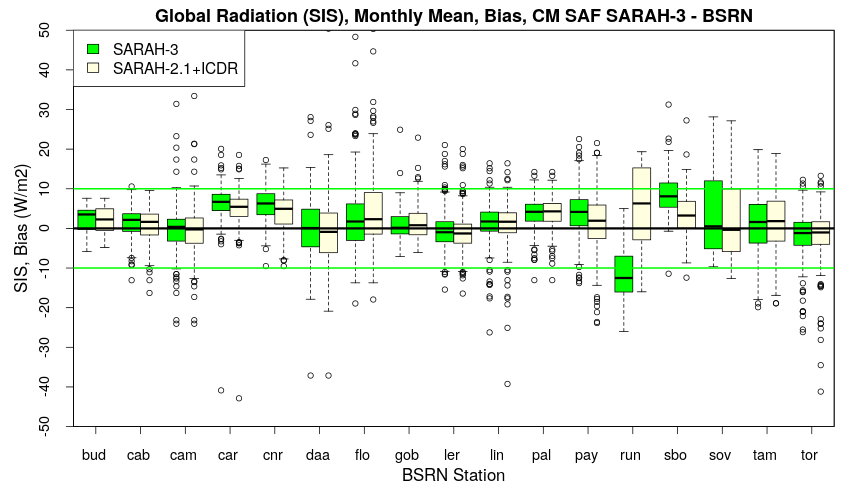 Global Radiation (SIS), Monthly Mean, Bias, CM SAF SARAH-3 - BSRN
SARAH-3
SARAH-2.1+ICDR
SIS, Bias (W/m2)
50
40
30
20
10
0
-10
-20
-30
-40
-50
bud cab cam car cnr daa flo gob ler lin pal pay run sbo sov tam tor
BSRN Station